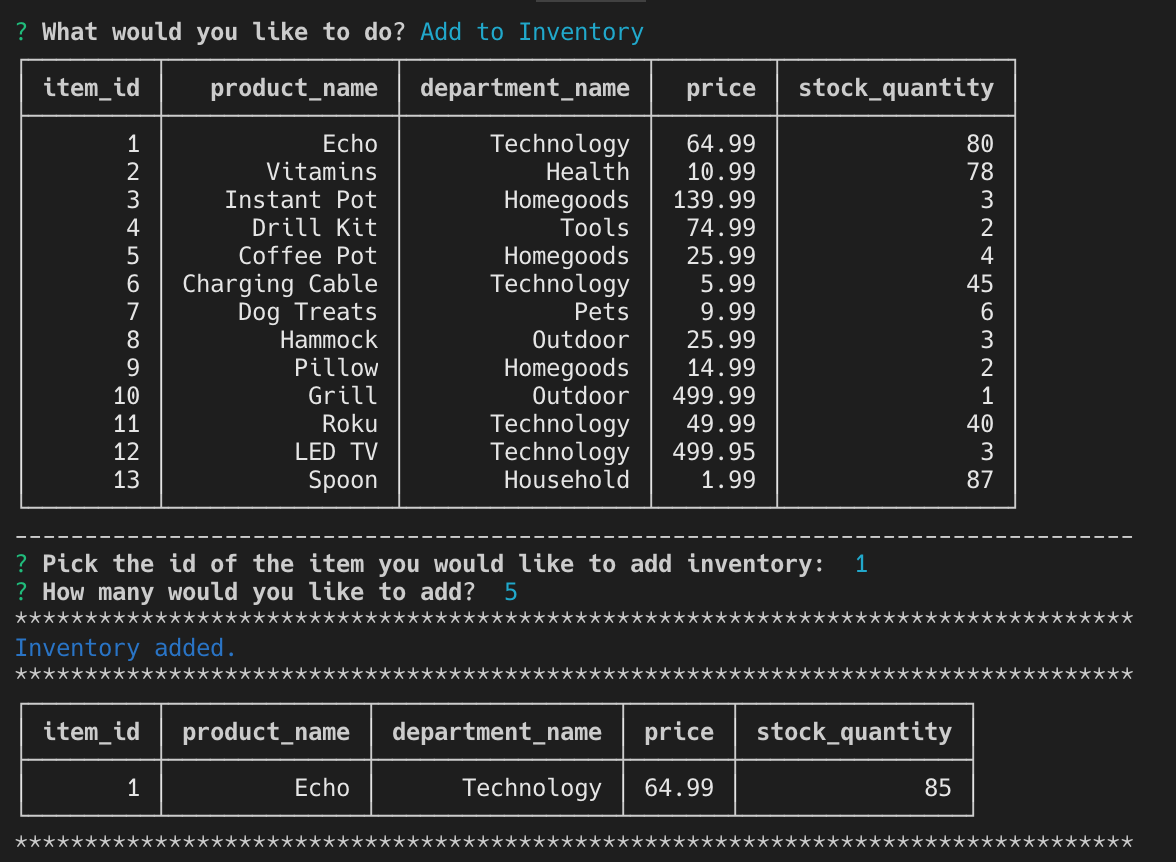 ? What would you like to do? Add to Inventory
item_id product_name department_name price stock_quantity
1 Echo Technology 64.99 80
2 Vitamins Health 10.99 78
3 Instant Pot Homegoods 139.99 3
4 Drill Kit Tools 74.99 2
5 Coffee Pot Homegoods 25.99 4
6 Charging Cable Technology 5.99 45
7 Dog Treats Pets 9.99 6
8 Hammock Outdoor 25.99 3
9 Pillow Homegoods 14.99 2
10 Grill Outdoor 499.99 1
11 Roku Technology 49.99 40
12 LED TV Technology 499.95 3
13 Spoon Household 1.99 87
--------------------------------------------------------------------------------
? Pick the id of the item you would like to add inventory: 1
? How many would you like to add? 5
********************************************************************************
Inventory added.
********************************************************************************
item_id product_name department_name price stock_quantity
1 Echo Technology 64.99 85
********************************************************************************